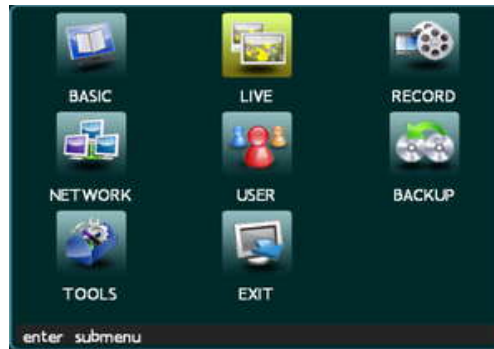 BASIC LIVE RECORD
NETWORK USER BACKUP
TOOLS EXIT
enter submenu